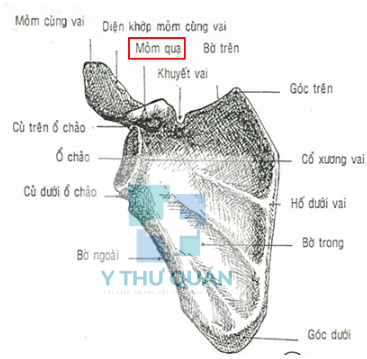 Mỏm cùng vai
Diện khớp mỏm cùng vai
Mỏm quạ
Bờ trên
Khuyết vai
Góc trên
Củ trên ổ chảo
Ổ chảo
Cổ xương vai
Củ dưới ổ chảo
Hố dưới vai
Bờ trong
Bờ ngoài
Y THƯ QUÁN
Góc dưới